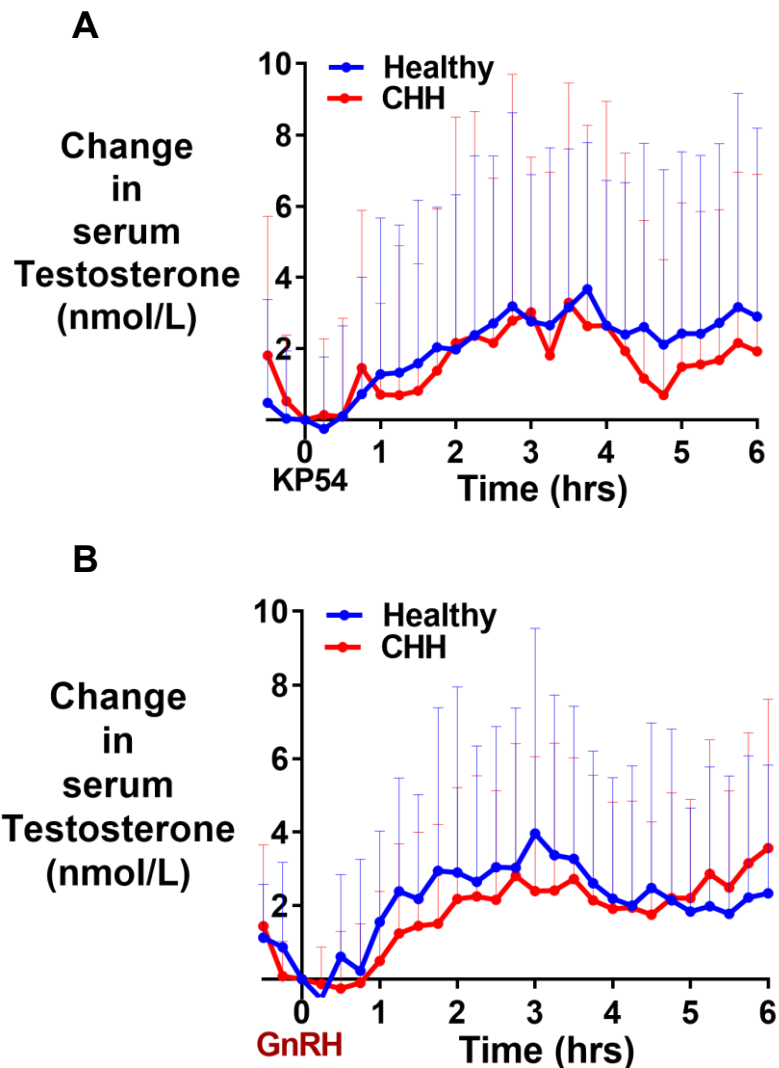 A
Change
in
serum
Testosterone
(nmol/L)
Healthy
CHH
10
8
6
4
2
0 1 2 3 4 5 6
KP54
Time (hrs)
B
Change
in
serum
Testosterone
(nmol/L)
Healthy
CHH
10
8
6
4
2
0 1 2 3 4 5 6
GnRH
Time (hrs)